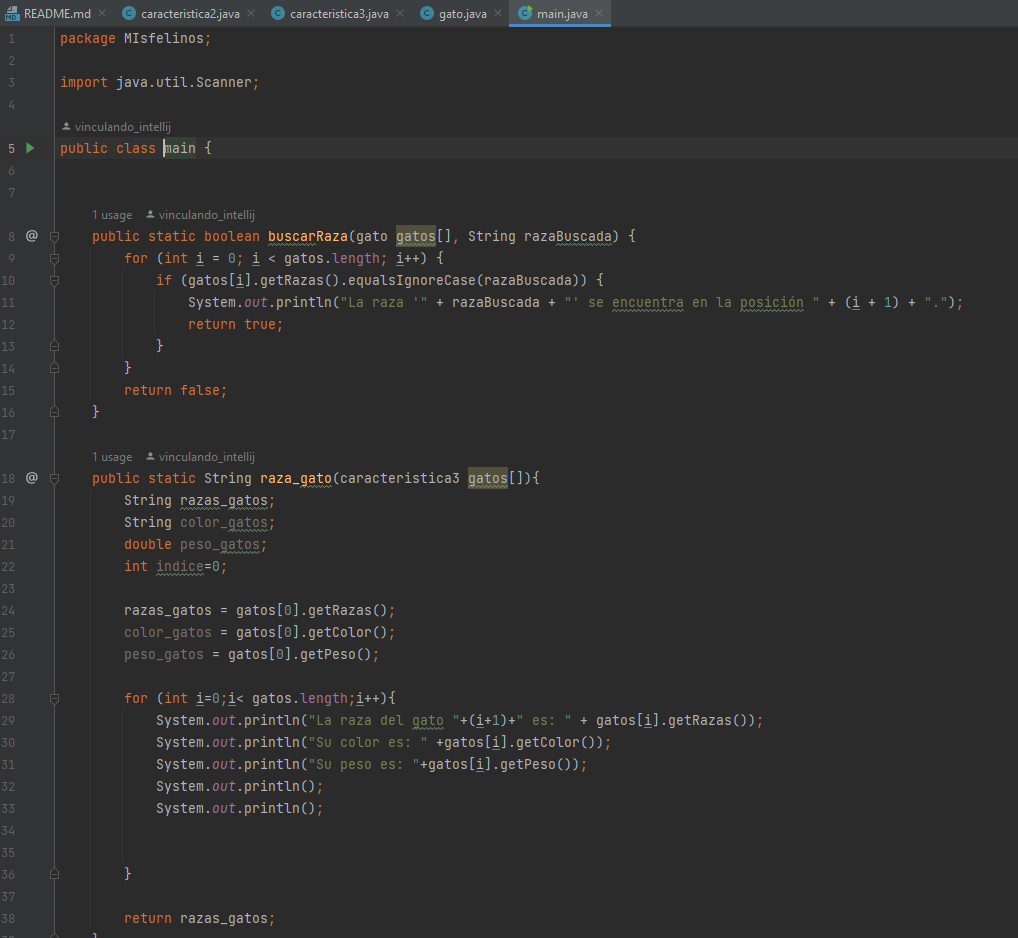 README.md characteristica2.java caracteristica3.java gato.java main.java
1 package MIsfelinos;
2
3 import java.util.Scanner;
4
vinculando_intellij
5 public class main {
6
7
1 usage vinculando_intellij
8 @ public static boolean buscarRaza(gato gatos[], String razaBuscada) {
9 for (int i = 0; i < gatos.length; i++) {
10 if (gatos[i].getRazas().equalsIgnoreCase(razaBuscada)) {
11 System.out.println("La raza '" + razaBuscada + "' se encuentra en la posición " + (i + 1) + ".");
12 return true;
13 }
14 }
15 return false;
16 }
17
1 usage vinculando_intellij
18 @ public static String raza_gato(caracteristica3 gatos[]){
19 String razas_gatos;
20 String color_gatos;
21 double peso_gatos;
22 int indice=0;
23
24 razas_gatos = gatos[0].getRazas();
25 color_gatos = gatos[0].getColor();
26 peso_gatos = gatos[0].getPeso();
27
28 for (int i=0;i< gatos.length;i++){
29 System.out.println("La raza del gato "+(i+1)+" es: " + gatos[i].getRazas());
30 System.out.println("Su color es: " +gatos[i].getColor());
31 System.out.println("Su peso es: "+gatos[i].getPeso());
32 System.out.println();
33 System.out.println();
34
35
36 }
37
38 return razas_gatos;